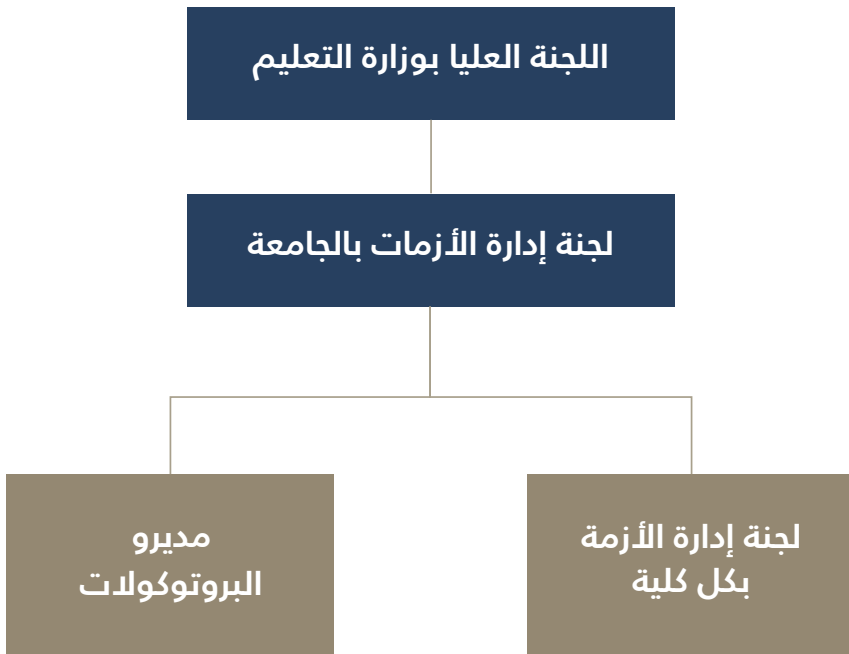 اللجنة العليا بوزارة التعليم
لجنة إدارة الأزمات بالجامعة
لجنة إدارة الأزمة
بكل كلية
مديرو
البروتوكولات